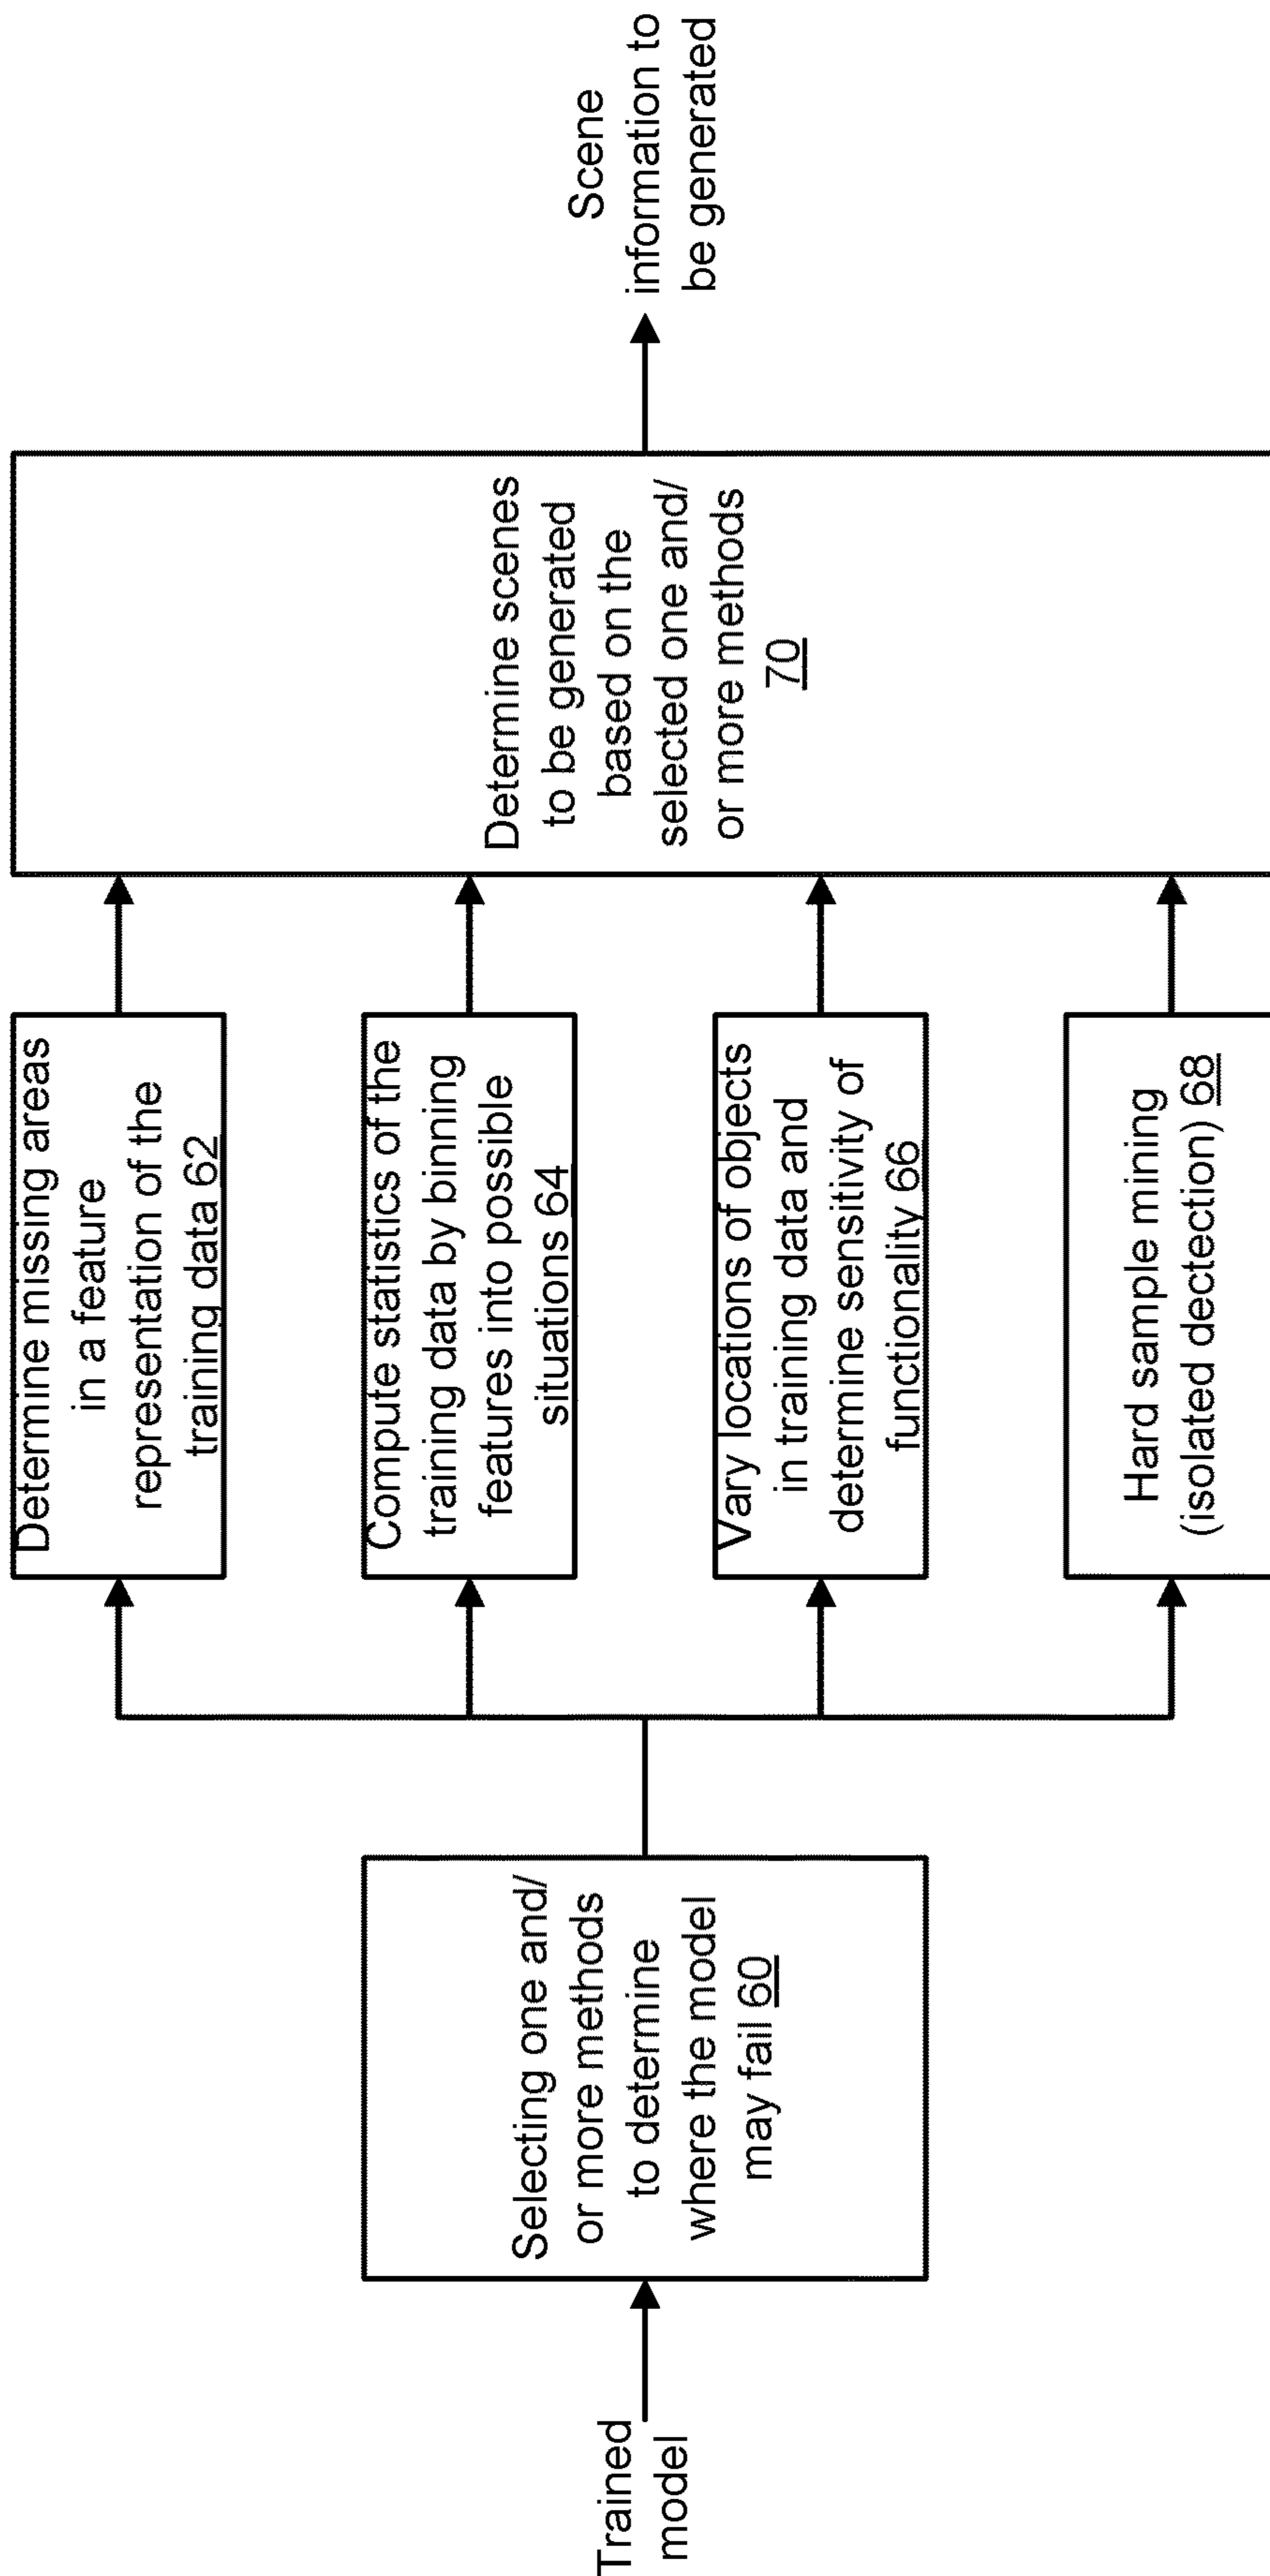 Trained
model
Selecting one and/
or more methods
to determine
where the model
may fail 60
Determine missing areas
in a feature
representation of the
training data 62
Compute statistics of the
training data by binning
features into possible
situations 64
Vary locations of objects
in training data and
determine sensitivity of
functionality 66
Hard sample mining
(isolated dectection) 68
Determine scenes
to be generated
based on the
selected one and/
or more methods
70
Scene
information to
be generated